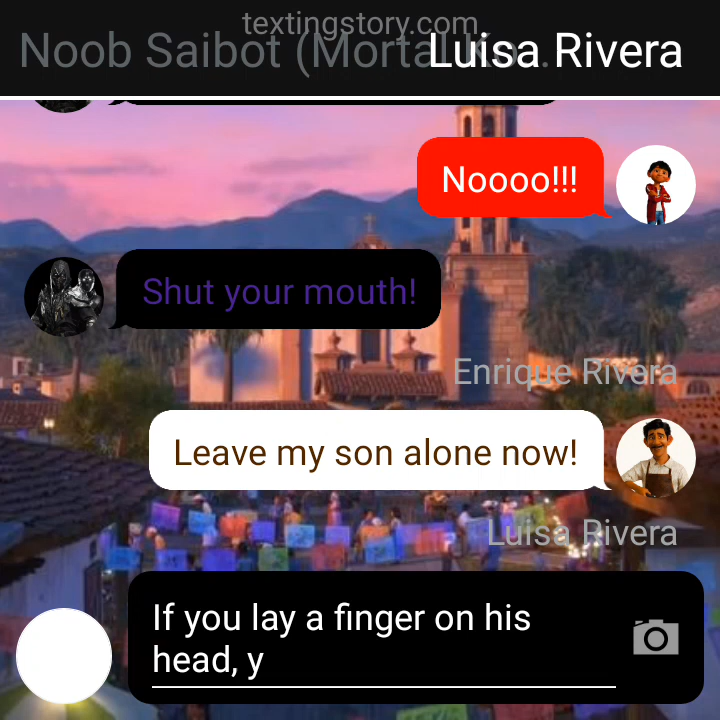 textingstory.com
Noob Saibot (Mortal Ko...
Luisa Rivera
Noooo!!!
Shut your mouth!
Enrique Rivera
Leave my son alone now!
Luisa Rivera
If you lay a finger on his
head, y